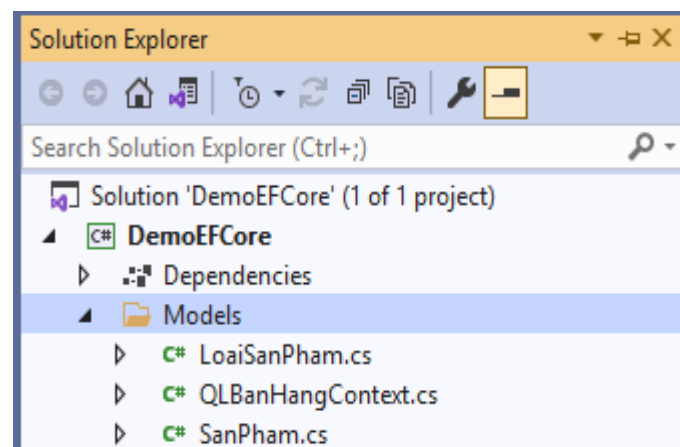 Solution Explorer
Search Solution Explorer (Ctrl+;)
Solution 'DemoEFCore' (1 of 1 project)
C# DemoEFCore
Dependencies
Models
C# LoaiSanPham.cs
C# QLBanHangContext.cs
C# SanPham.cs